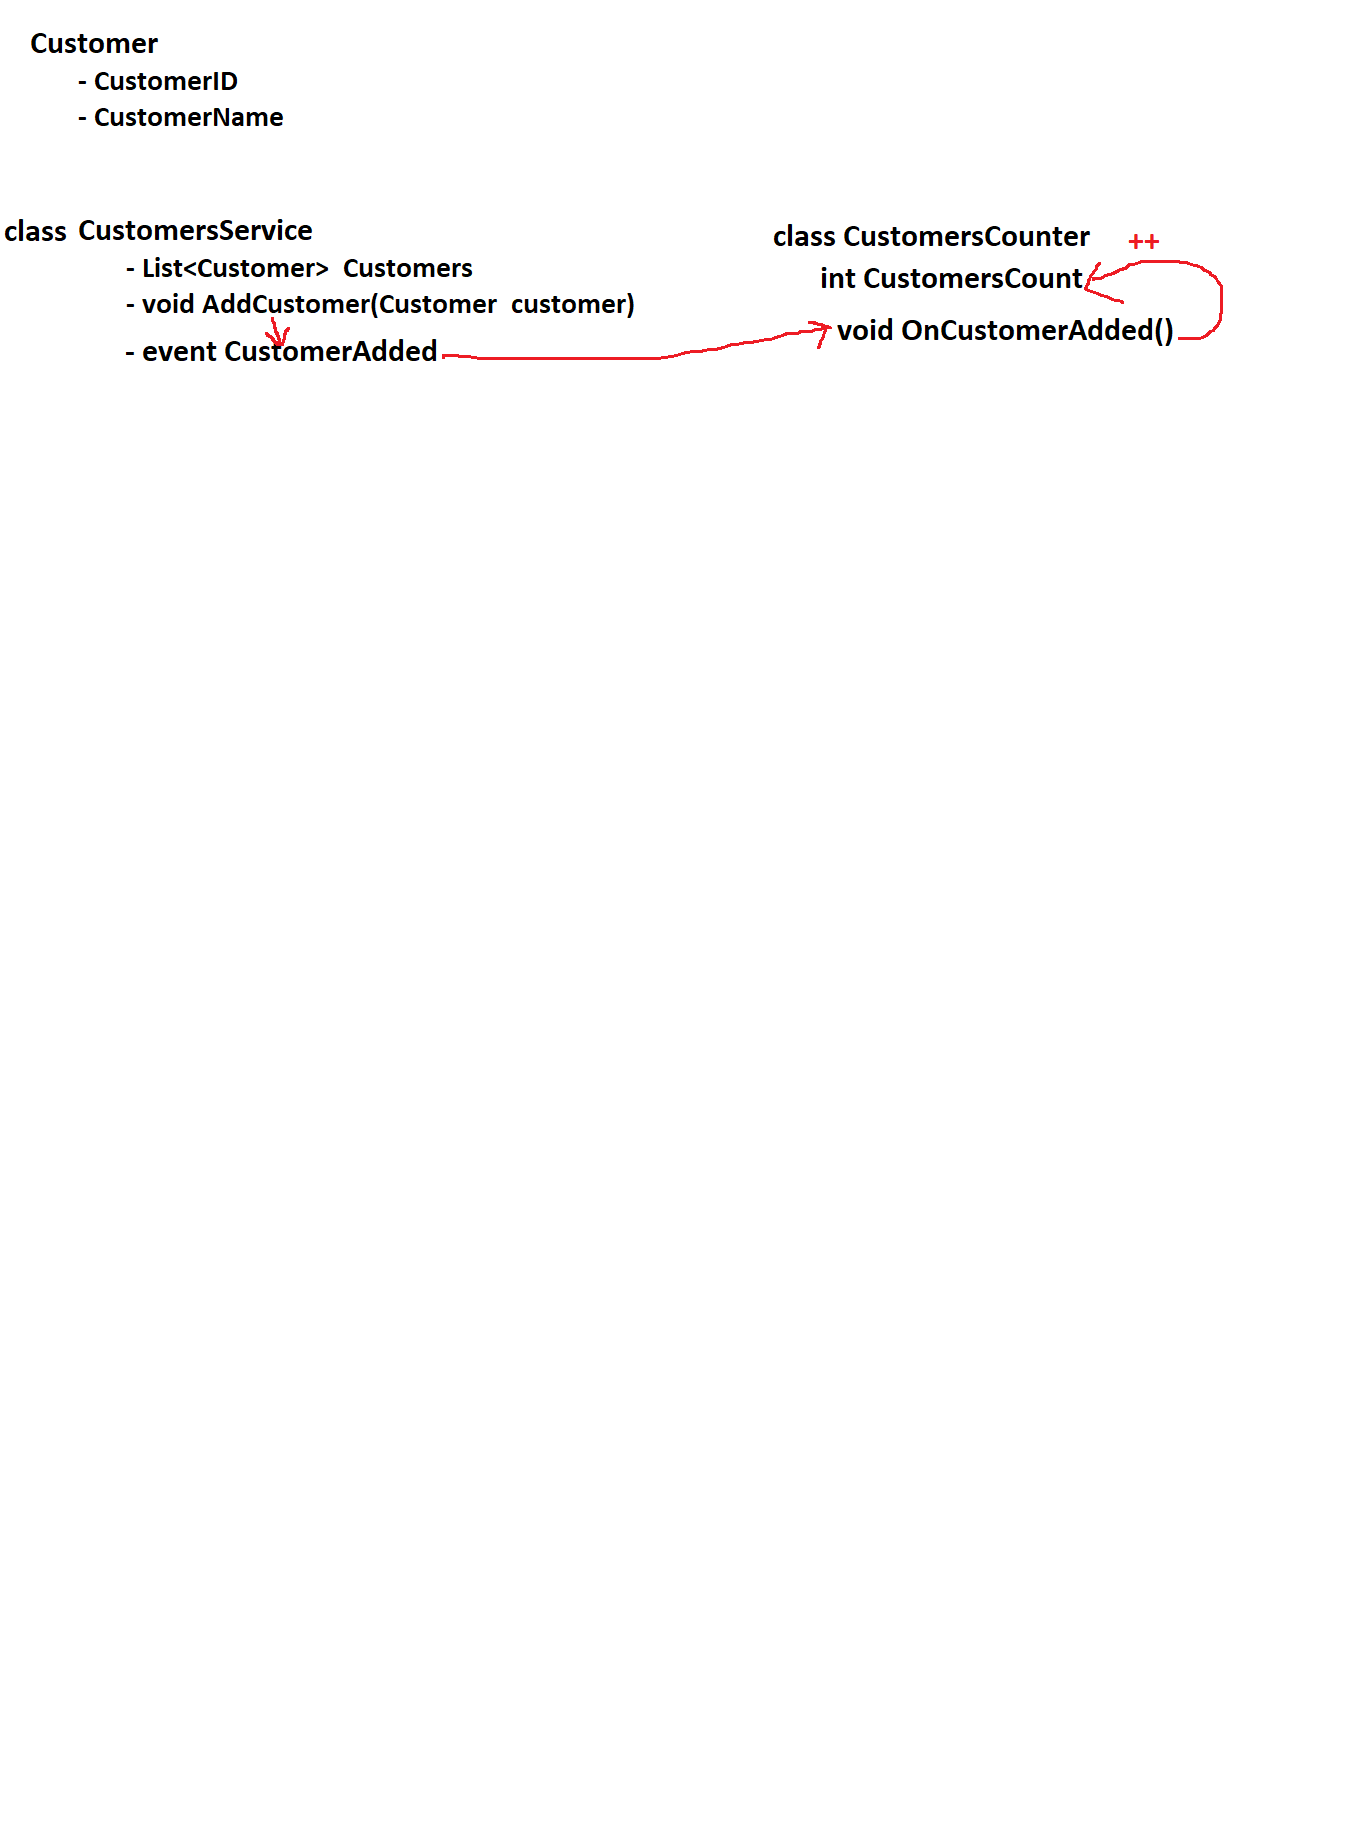 Customer
- CustomerID
- CustomerName
class CustomersService
- List<Customer> Customers
- void AddCustomer(Customer customer)
- event CustomerAdded
class CustomersCounter ++
int CustomersCount
void OnCustomerAdded()